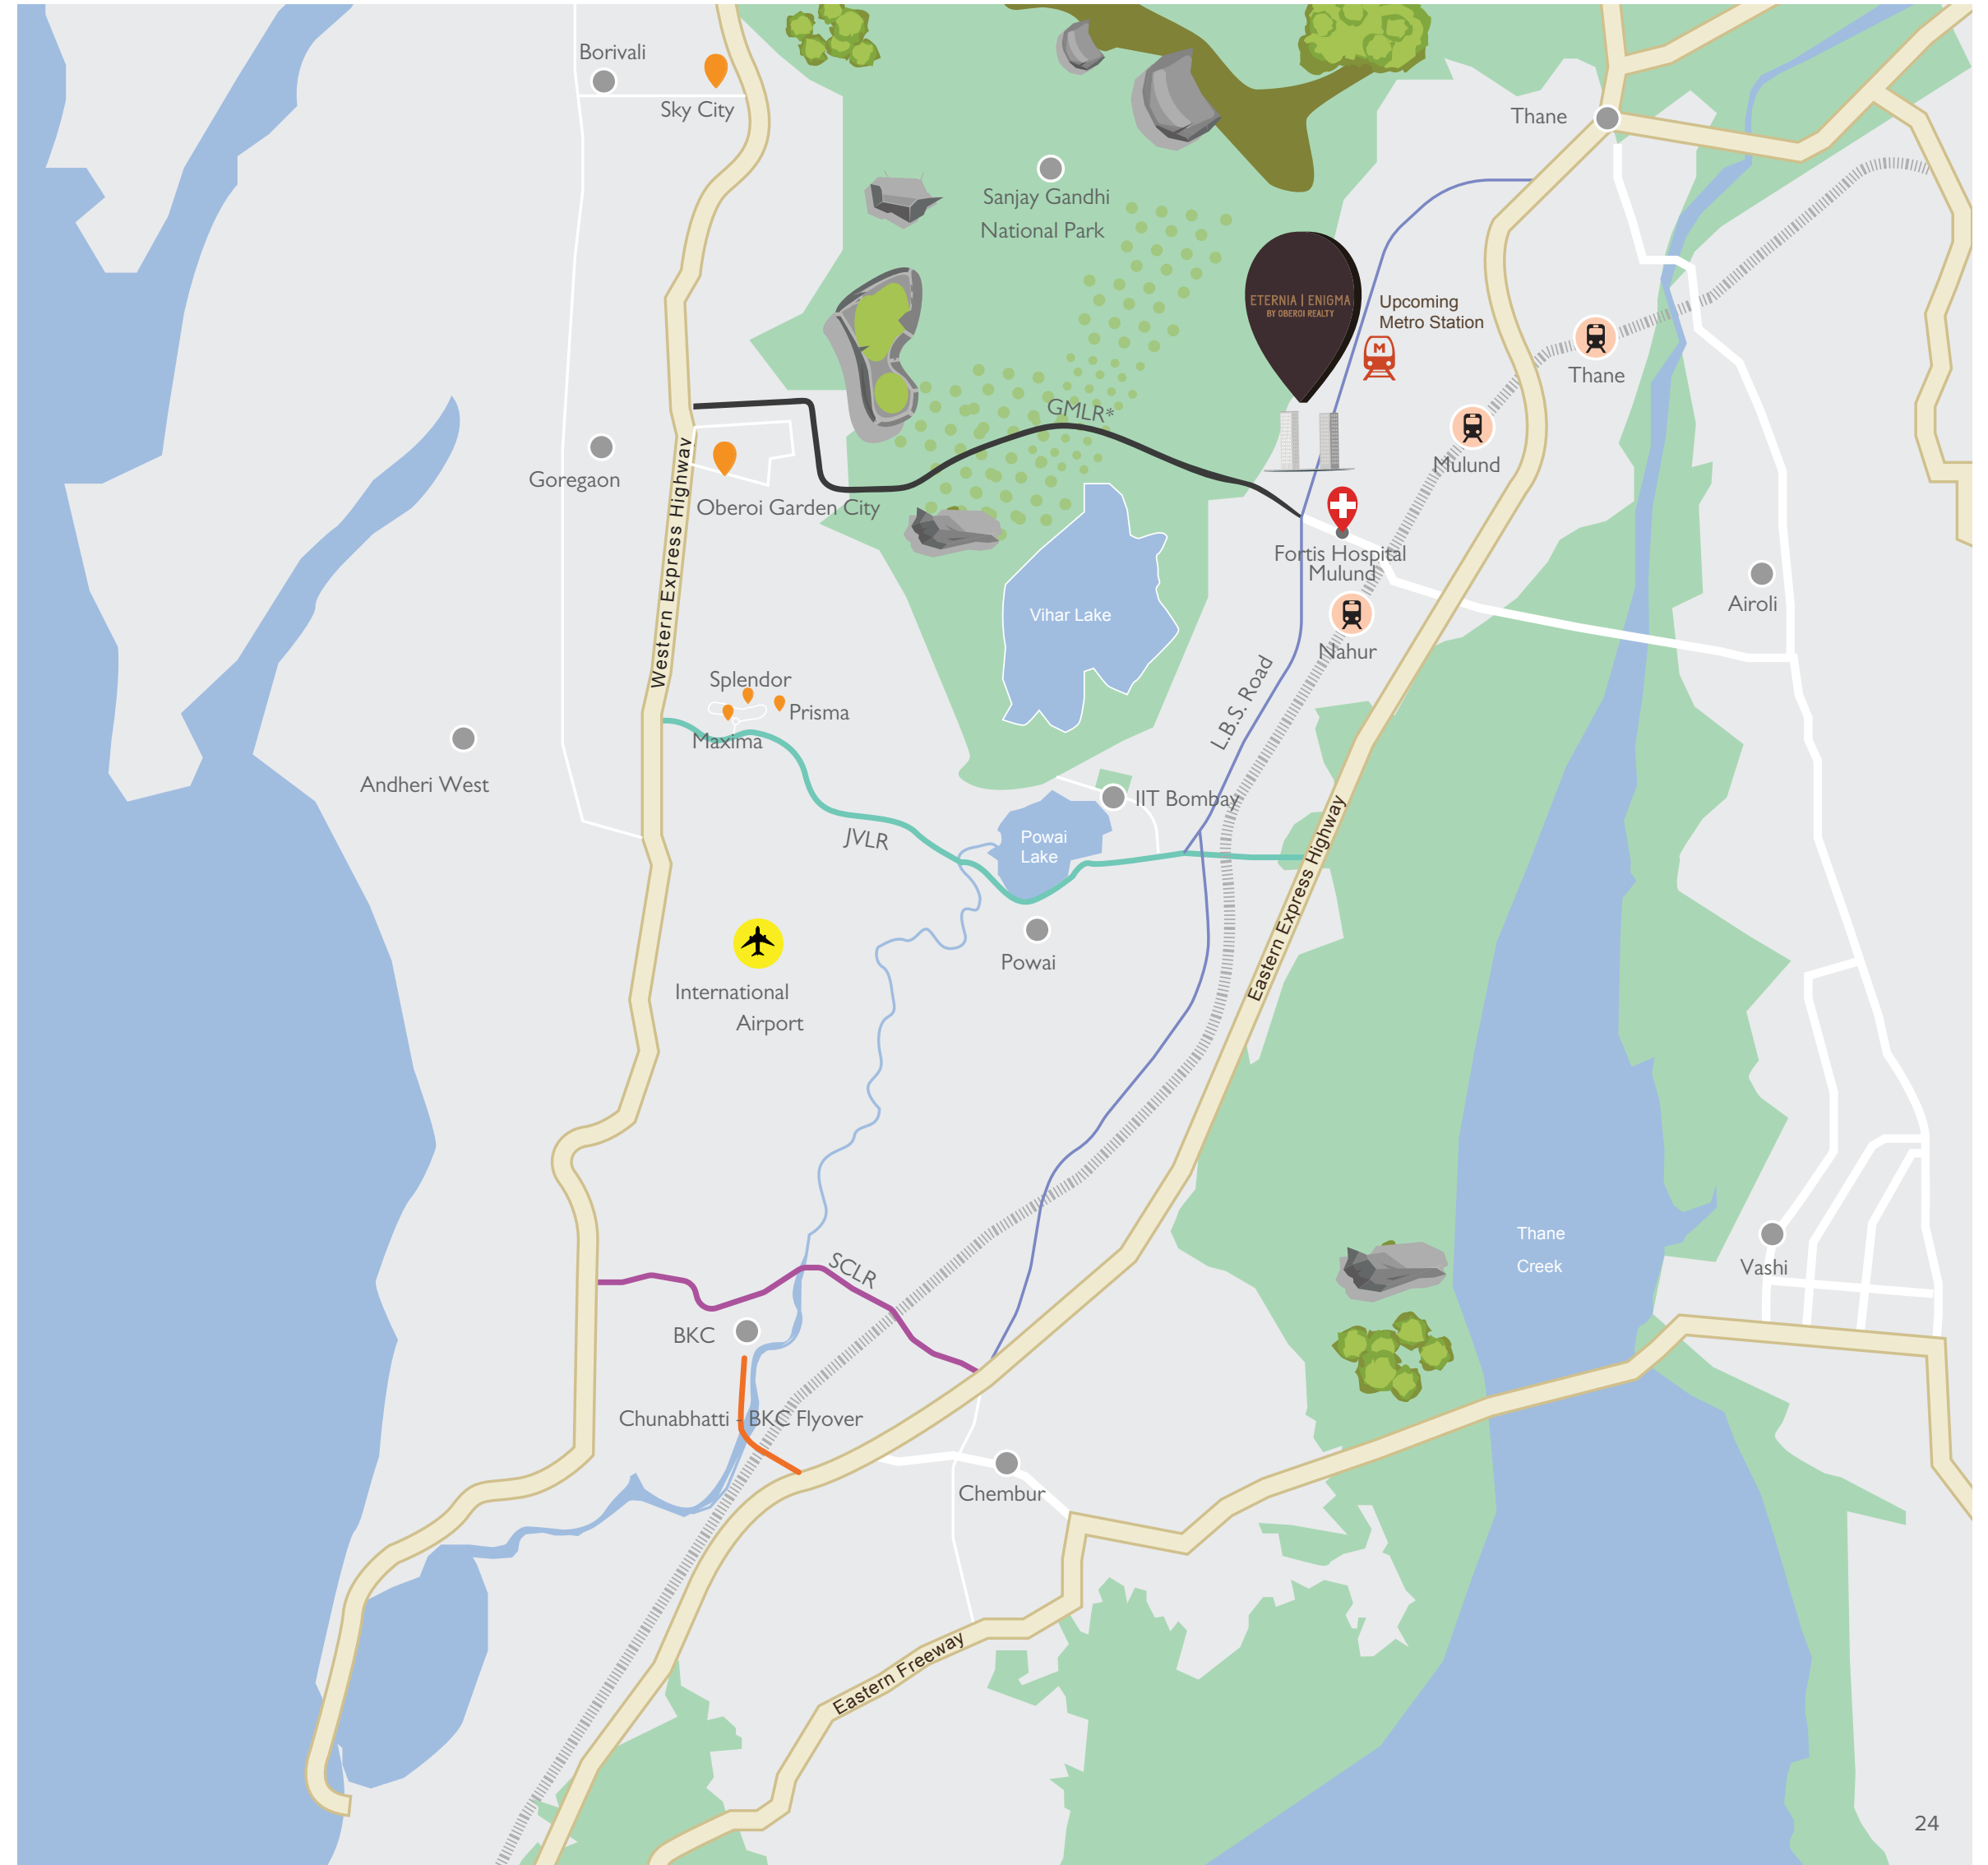 Borivali
Sky City
Thane
Sanjay Gandhi
National Park
ETERNIA | ENIGMA
BY OBEROI REALTY
Upcoming
Metro Station
M
Thane
GMLR*
Mulund
Goregaon
Oberoi Garden City
Western Express Highway
Fortis Hospital
Mulund
Airoli
Vihar Lake
Nahur
L.B.S. Road
Splendor
Prisma
Maxima
Andheri West
IIT Bombay
JVLR
Powai
Lake
Eastern Express Highway
Powai
International
Airport
Thane
Creek
Vashi
SCLR
BKC
Chunabhatti - BKC Flyover
Chembur
Eastern Freeway
24